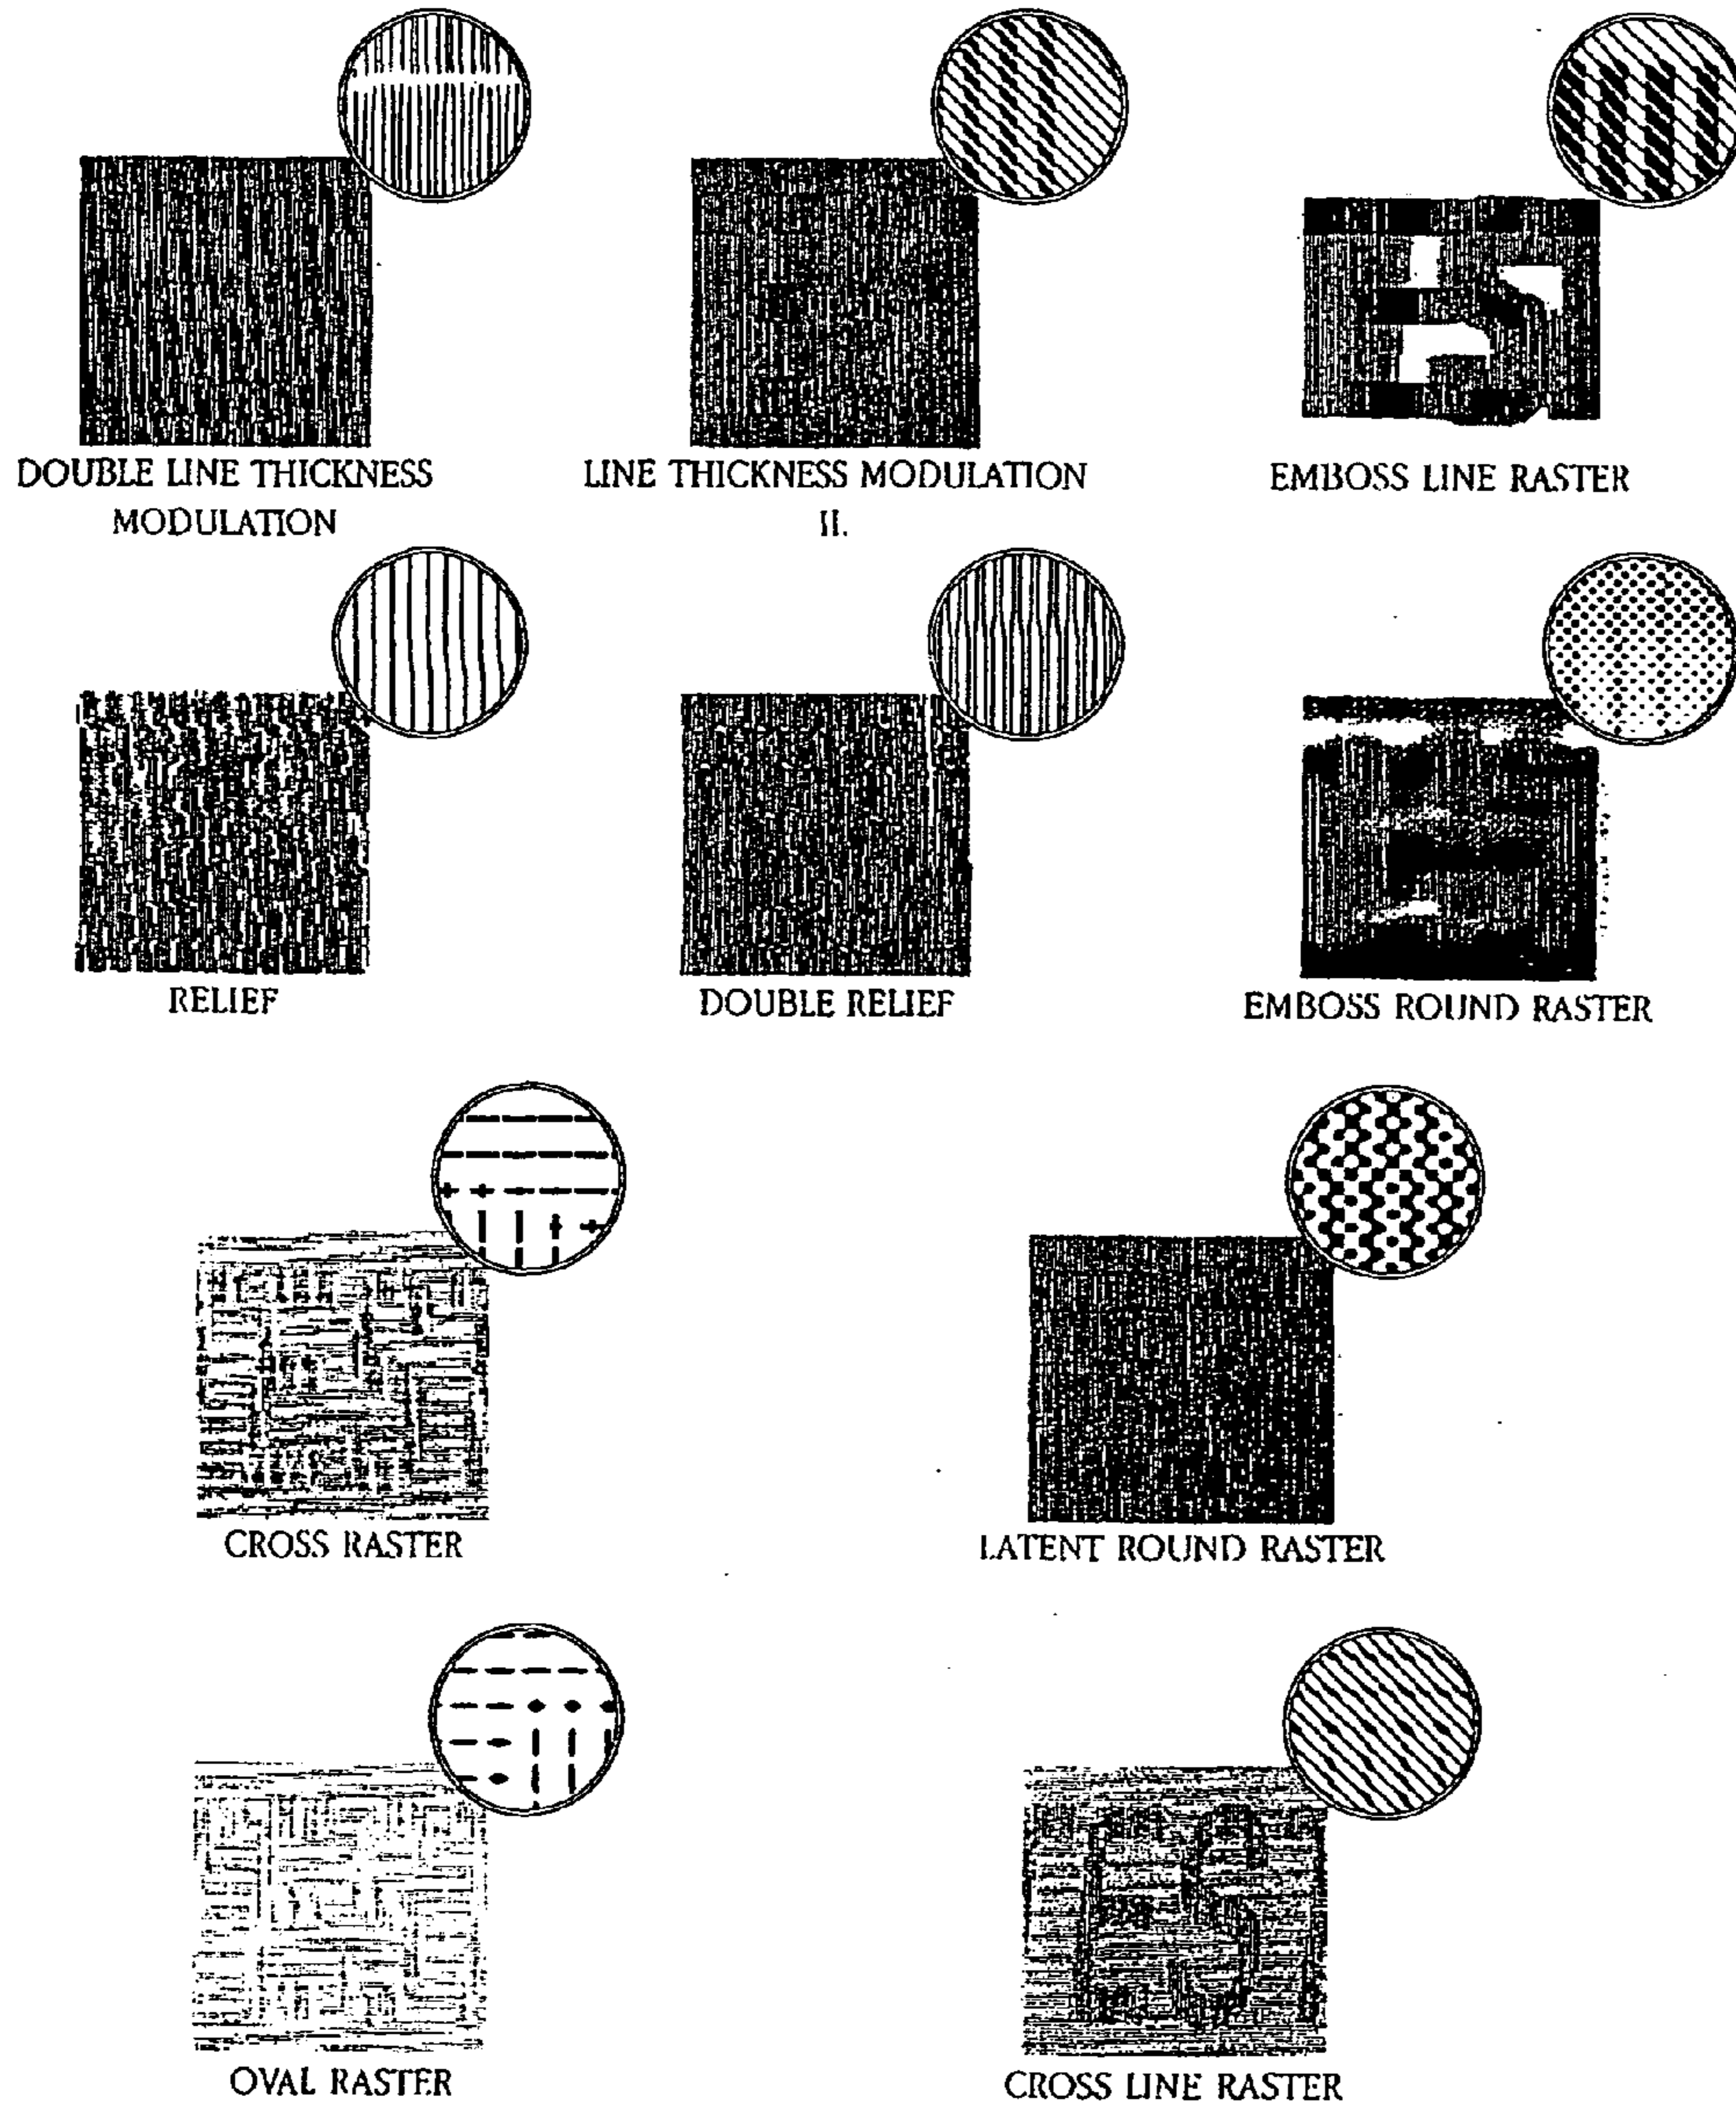 DOUBLE LINE THICKNESS
MODULATION
LINE THICKNESS MODULATION
II.
EMBOSS LINE RASTER
RELIEF
DOUBLE RELIEF
EMBOSS ROUND RASTER
CROSS RASTER
LATENT ROUND RASTER
OVAL RASTER
CROSS LINE RASTER